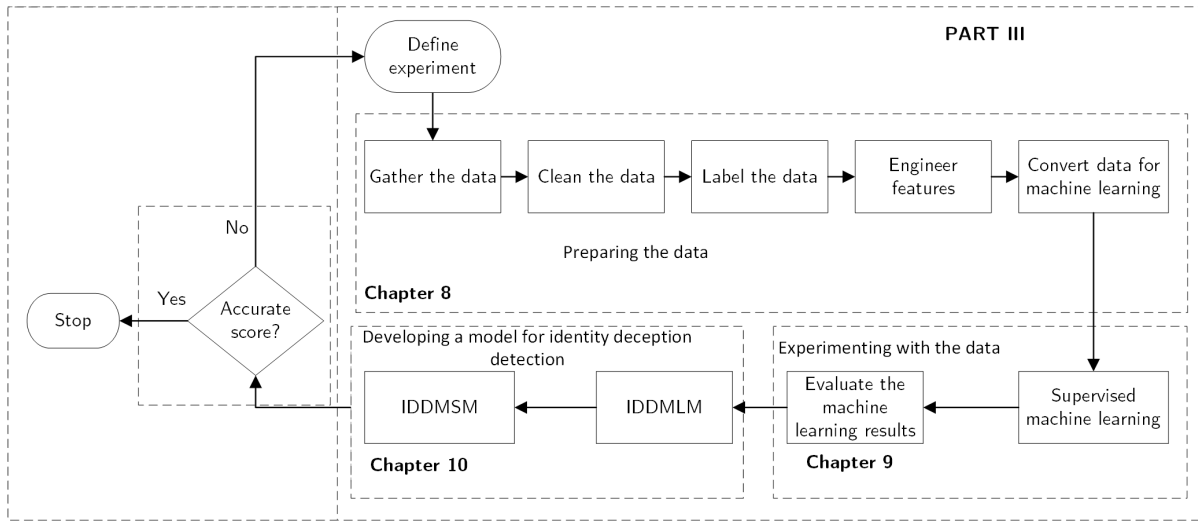 PART III
Define
experiment
Gather the data
Clean the data
Label the data
Engineer
features
Convert data for
machine learning
Preparing the data
Chapter 8
No
Yes
Stop
Accurate
score?
Developing a model for identity deception
detection
IDDMSM
IDDMLM
Chapter 10
Experimenting with the data
Evaluate the
machine
learning results
Supervised
machine learning
Chapter 9